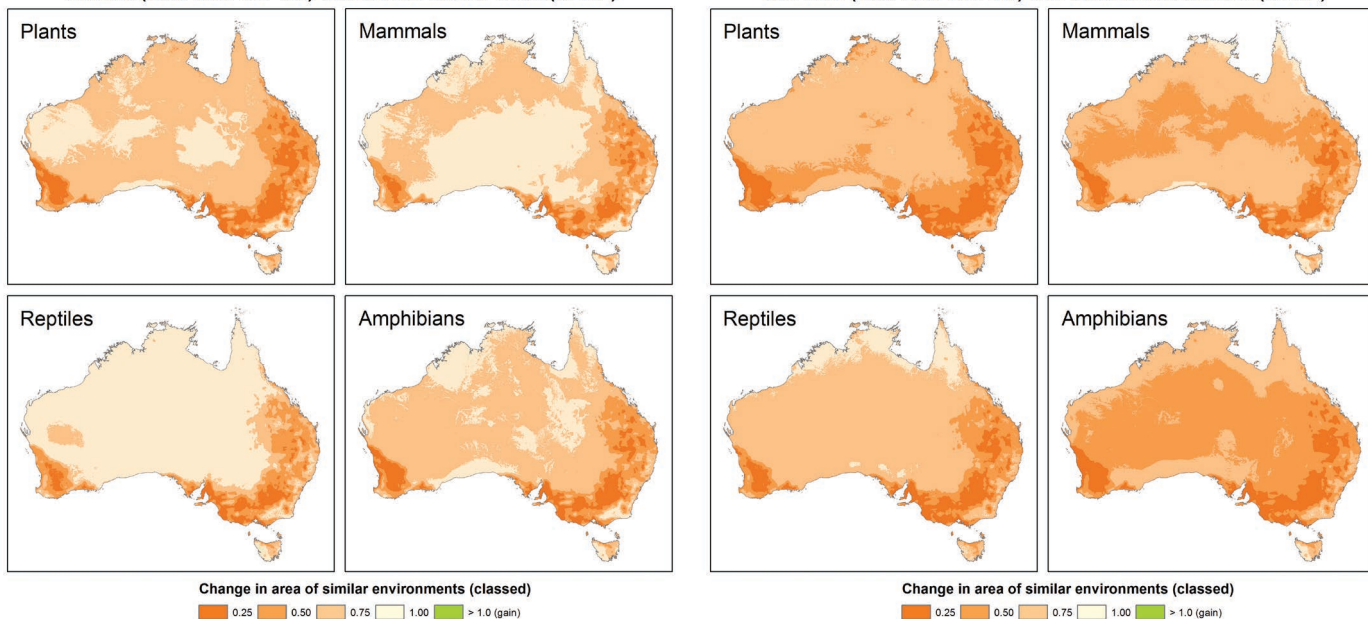 Plants
Mammals
Reptiles
Amphibians
Change in area of similar environments (classed)
0.25 0.50 0.75 1.00 > 1.0 (gain)
Plants
Mammals
Reptiles
Amphibians
Change in area of similar environments (classed)
0.25 0.50 0.75 1.00 > 1.0 (gain)